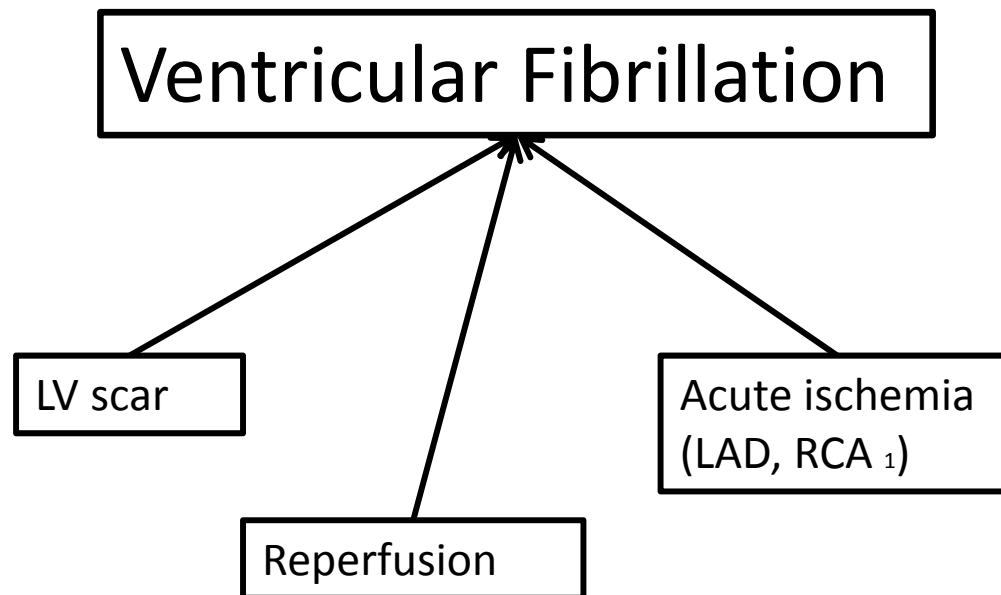 Ventricular Fibrillation
LV scar
Acute ischemia
(LAD, RCA 1)
Reperfusion